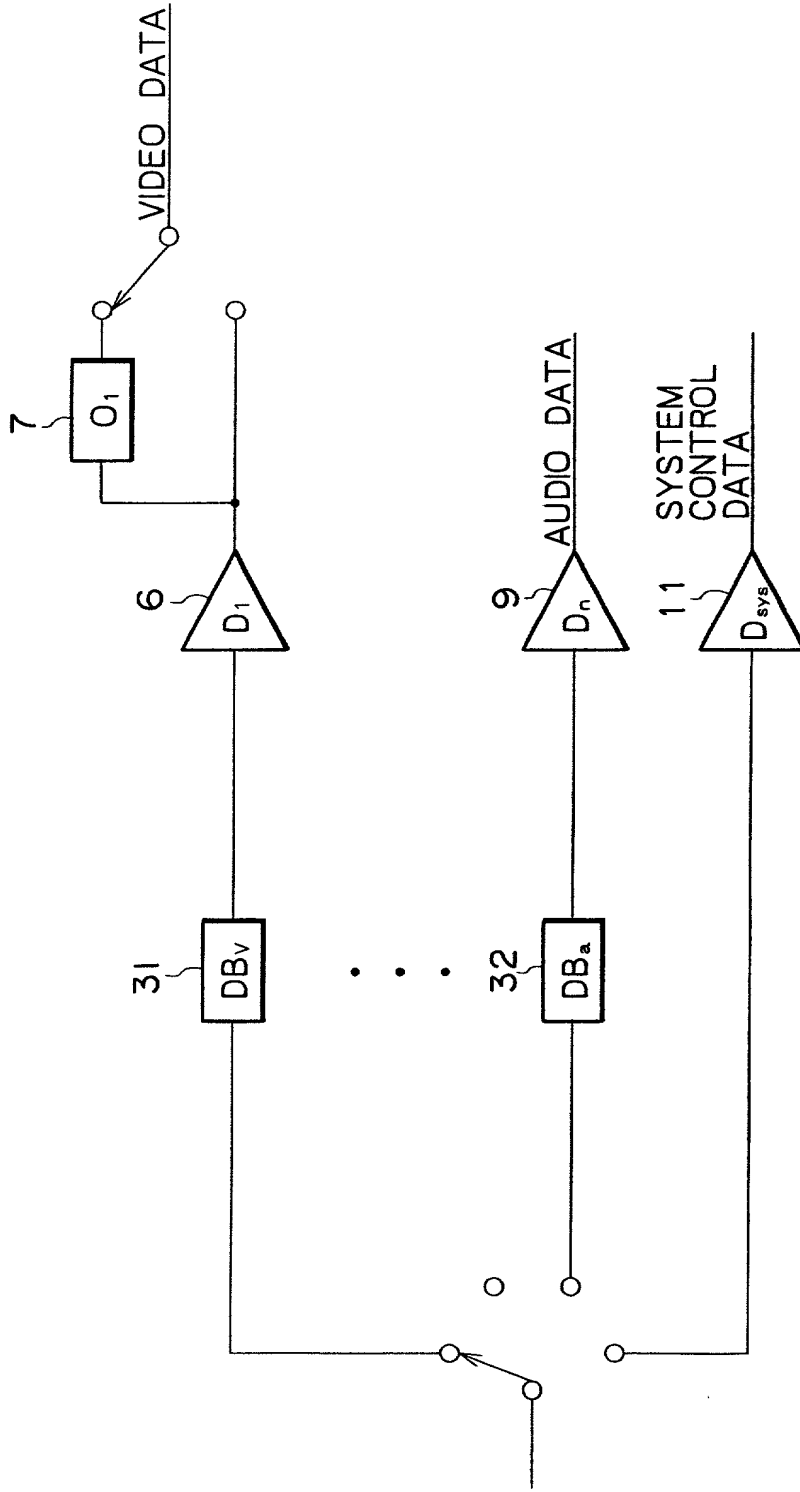 7
O₁
VIDEO DATA
6
D₁
31
DBᵥ
9
Dₙ
AUDIO DATA
32
DBₐ
11
Dsys
SYSTEM
CONTROL
DATA